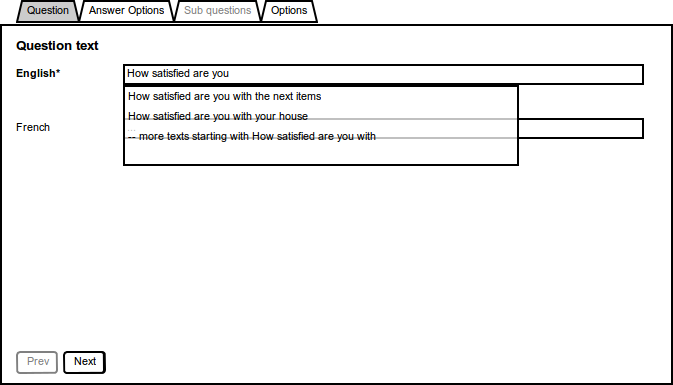 Question Answer Options Sub questions Options
Question text
English* How satisfied are you
How satisfied are you with the next items
How satisfied are you with your house
French ...
-- more texts starting with How satisfied are you with
Prev Next